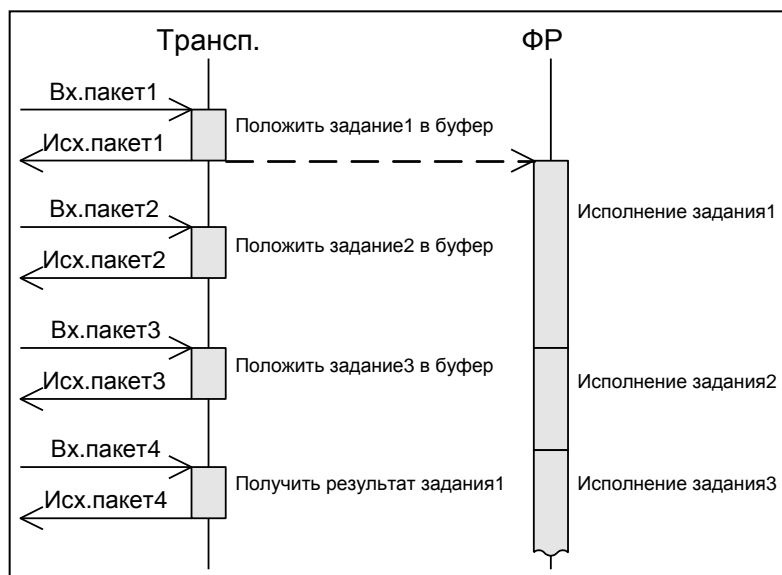 Трансп.
ФР
Вх.пакет1
Положить задание1 в буфер
Исх.пакет1
Исполнение задания1
Вх.пакет2
Положить задание2 в буфер
Исх.пакет2
Вх.пакет3
Положить задание3 в буфер
Исх.пакет3
Исполнение задания2
Вх.пакет4
Получить результат задания1
Исполнение задания3
Исх.пакет4